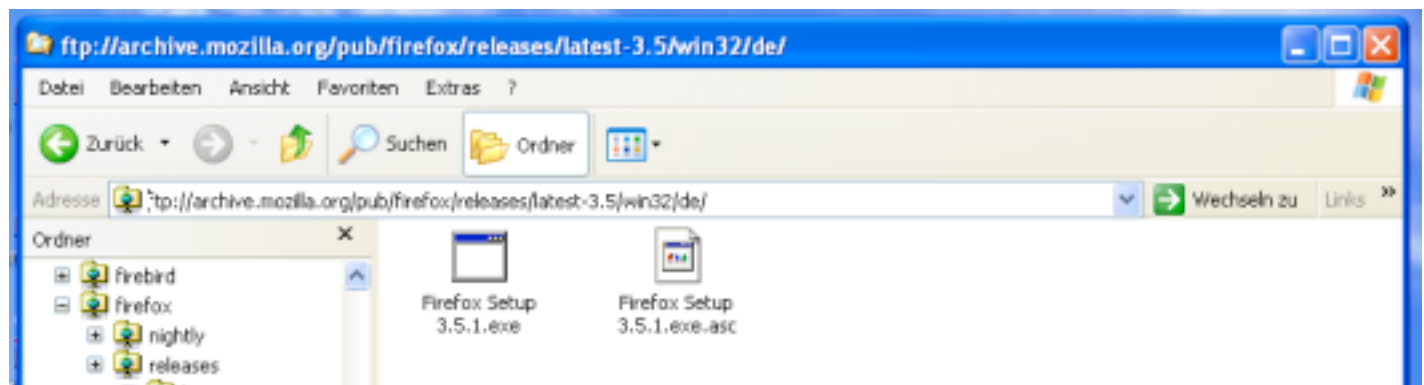 ftp://archive.mozilla.org/pub/firefox/releases/latest-3.5/win32/de/
Datei Bearbeiten Ansicht Favoriten Extras ?
Zurück Suchen Ordner
Adresse ftp://archive.mozilla.org/pub/firefox/releases/latest-3.5/win32/de/ Wechseln zu Links »
Ordner
firebird
firefox
nightly
releases
Firefox Setup
3.5.1.exe
Firefox Setup
3.5.1.exe.asc